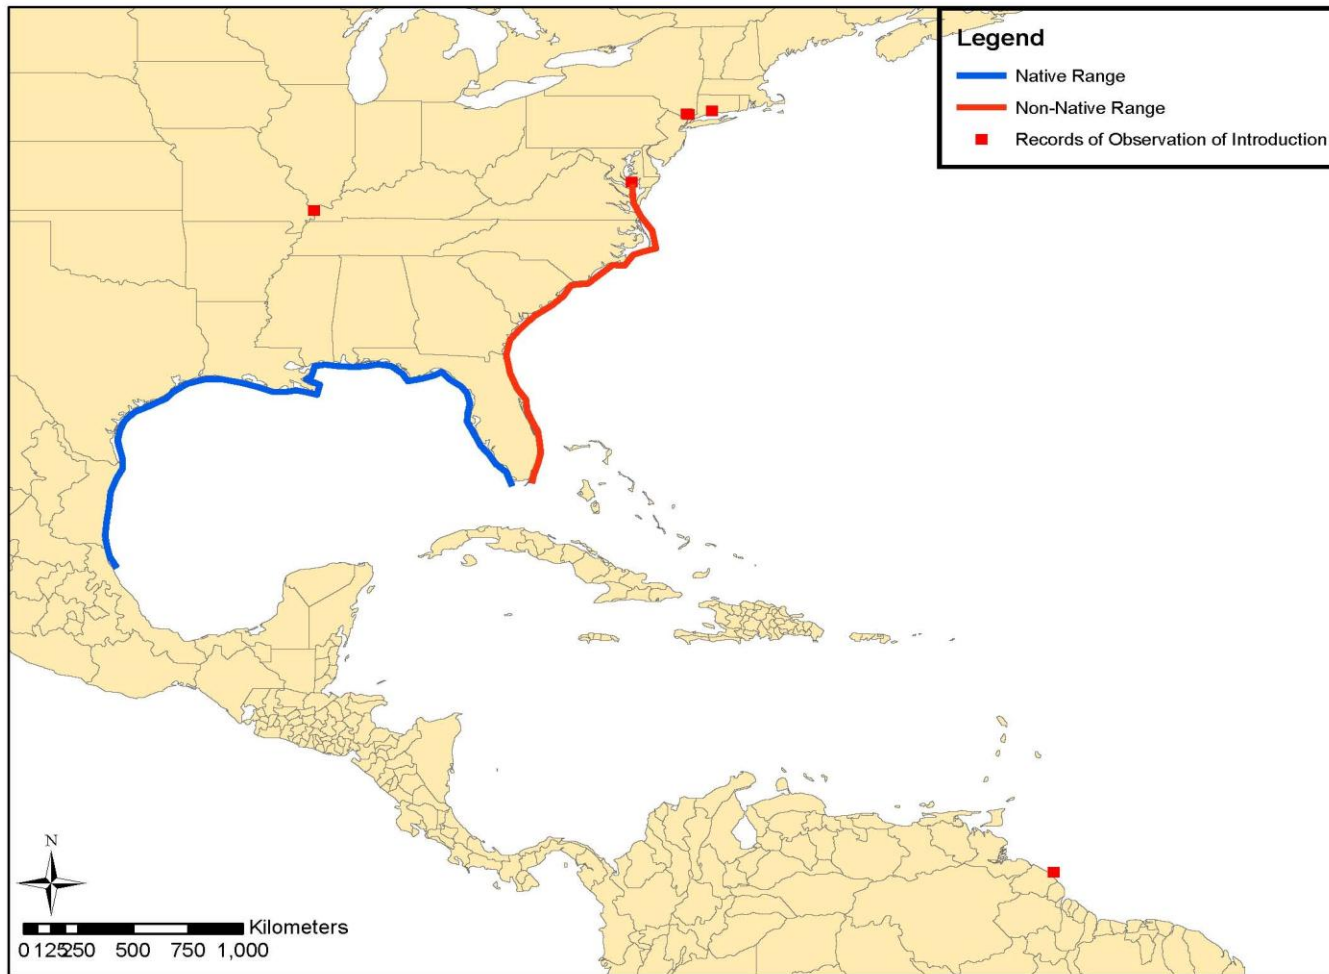 Legend
Native Range
Non-Native Range
Records of Observation of Introduction
N
Kilometers
0 125 250 500 750 1,000